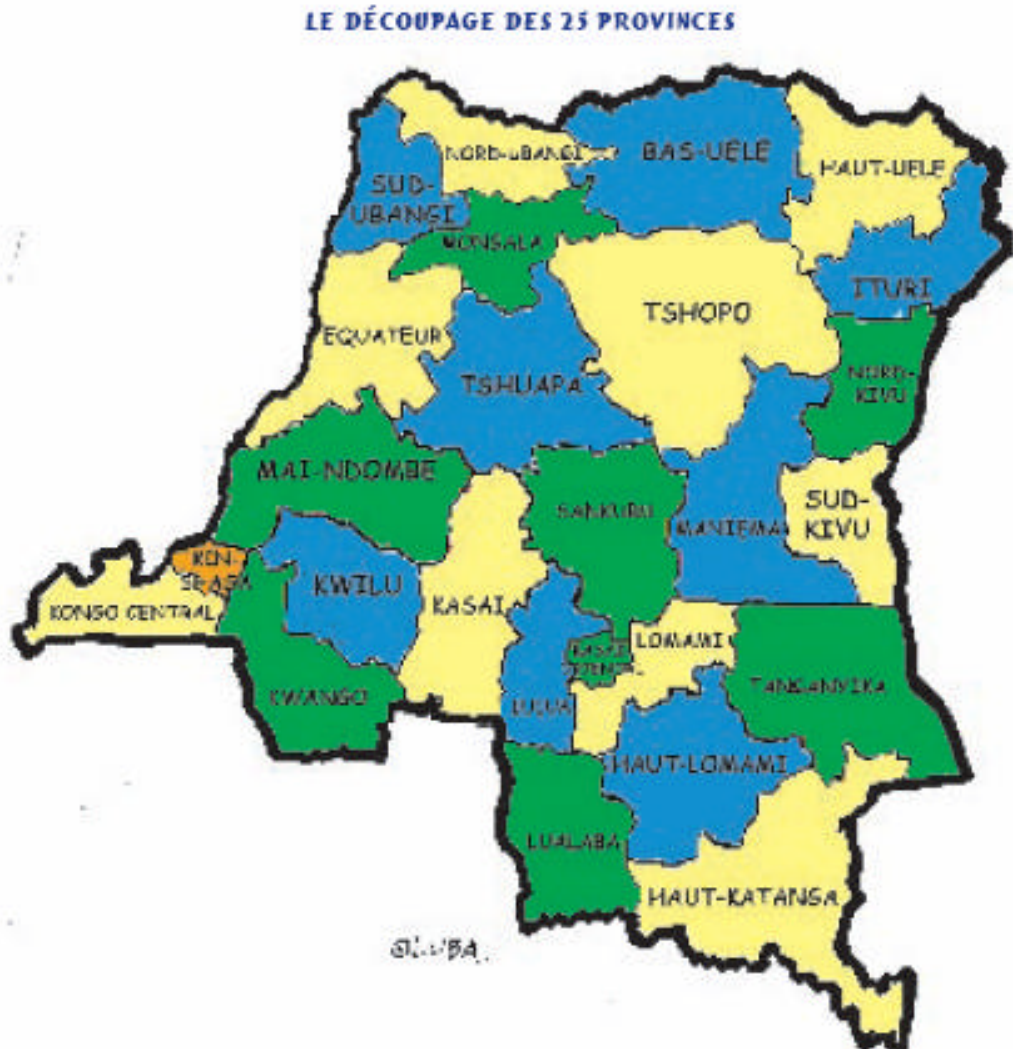 LE DÉCOUPAGE DES 25 PROVINCES
NORD-UBANGI
BAS-UELE
HAUT-UELE
SUD-
UBANGI
MONGALA
ITURI
TSHOPO
EQUATEUR
TSHUAPA
NORD-
KIVU
MAI-NDOMBE
SANKURU
MANIEMA
SUD-
KIVU
KIN-
SHASA
KWILU
KASAI
KONGO CENTRAL
LOMAMI
KASAI
TANGANYIKA
KWANGO
LULUA
HAUT-LOMAMI
LUALABA
HAUT-KATANGA